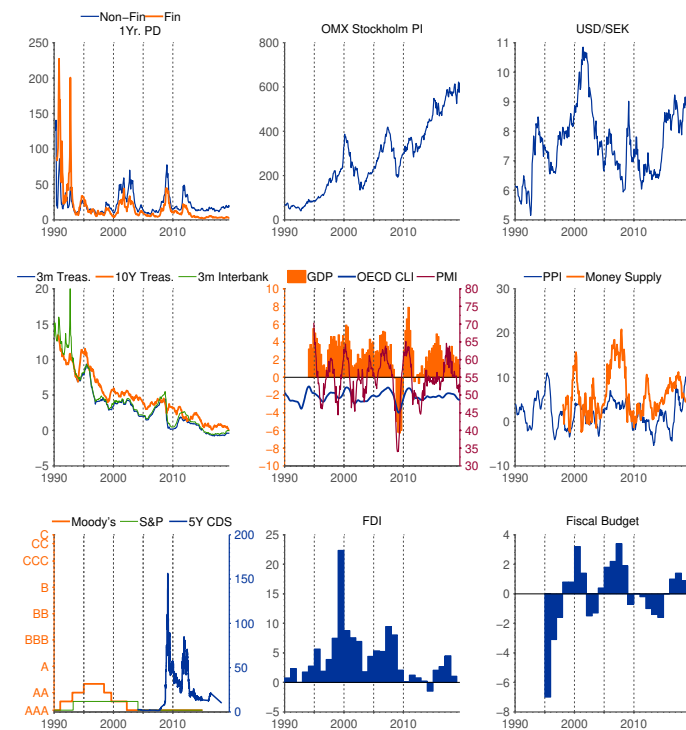 Non−Fin Fin
1Yr. PD
OMX Stockholm PI
USD/SEK
250
200
150
100
50
0
1990 2000 2010
800
600
400
200
0
1990 2000 2010
11
10
9
8
7
6
5
1990 2000 2010
3m Treas. 10Y Treas. 3m Interbank
20
15
10
5
0
−5
1990 2000 2010
GDP OECD CLI PMI
10
8
6
4
2
0
−2
−4
−6
−8
−10
80
75
70
65
60
55
50
45
40
35
30
1990 2000 2010
PPI Money Supply
30
20
10
0
−10
1990 2000 2010
Moody's S&P 5Y CDS
C
CC
CCC
B
BB
BBB
A
AA
AAA
200
150
100
50
0
1990 2000 2010
FDI
25
20
15
10
5
0
−5
1990 2000 2010
Fiscal Budget
4
2
0
−2
−4
−6
−8
1990 2000 2010